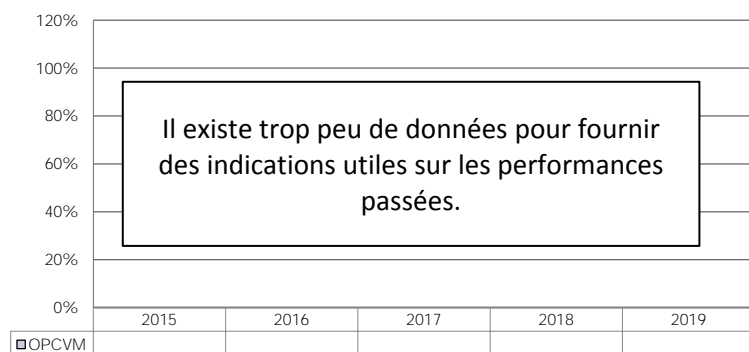 120%
100%
80%
60%
40%
20%
0%
Il existe trop peu de données pour fournir
des indications utiles sur les performances
passées.
2015 2016 2017 2018 2019
OPCVM